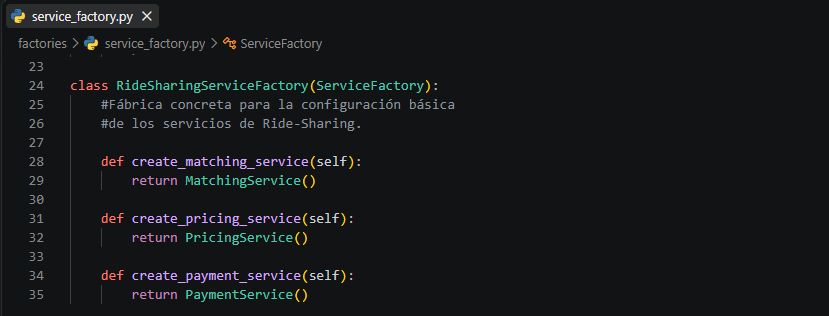 service_factory.py
factories > service_factory.py > ServiceFactory
23
24 class RideSharingServiceFactory(ServiceFactory):
25 #Fábrica concreta para la configuración básica
26 #de los servicios de Ride-Sharing.
27
28 def create_matching_service(self):
29 return MatchingService()
30
31 def create_pricing_service(self):
32 return PricingService()
33
34 def create_payment_service(self):
35 return PaymentService()